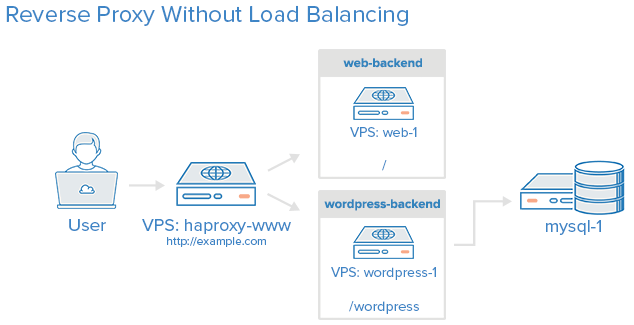 Reverse Proxy Without Load Balancing
web-backend
VPS: web-1
/
User
VPS: haproxy-www
http://example.com
wordpress-backend
VPS: wordpress-1
/wordpress
mysql-1